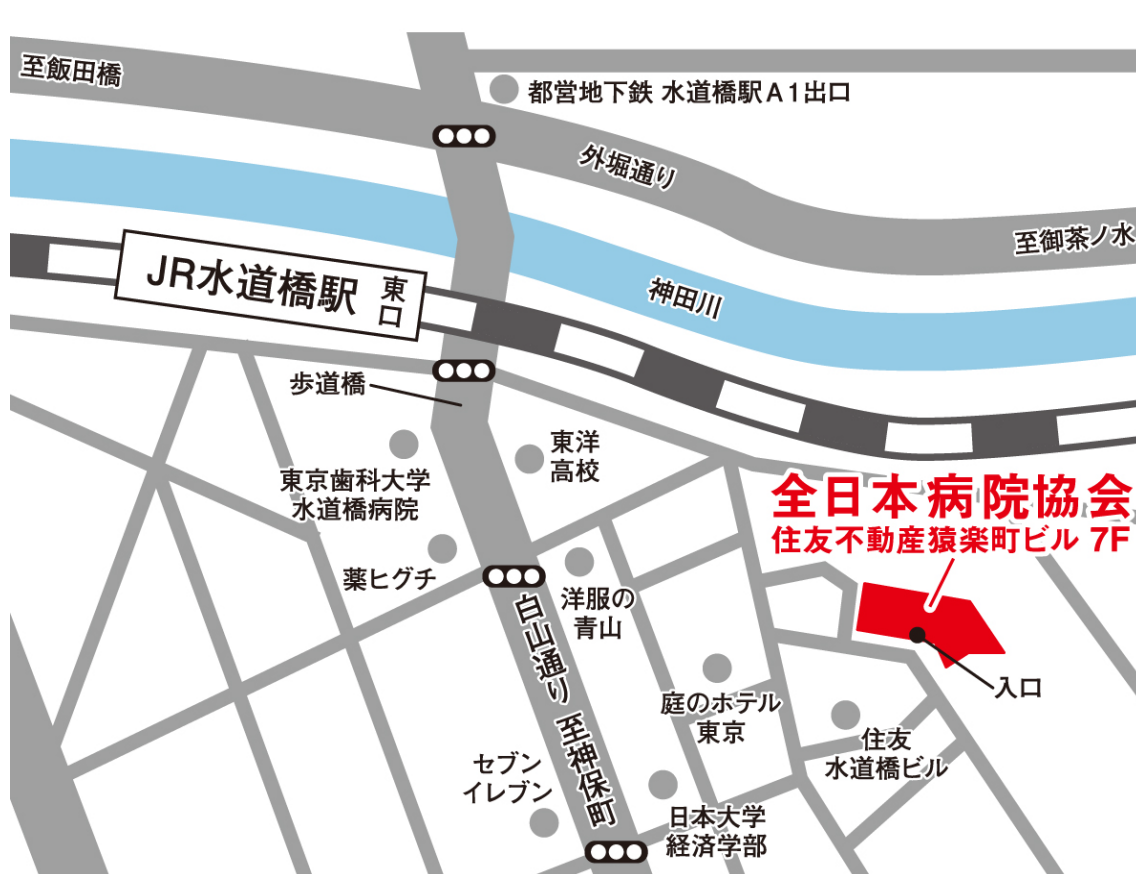 至飯田橋
都営地下鉄 水道橋駅A1出口
外堀通り
至御茶ノ水
JR水道橋駅 東口
神田川
歩道橋
東洋
高校
東京歯科大学
水道橋病院
全日本病院協会
住友不動産猿楽町ビル 7F
薬ヒグチ
洋服の
青山
白山通り 至神保町
入口
庭のホテル
東京
住友
水道橋ビル
セブン
イレブン
日本大学
経済学部